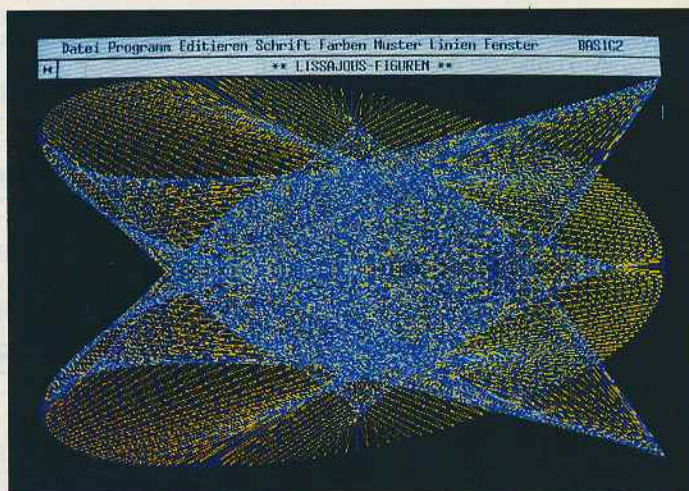 Datei Programm Editieren Schrift Farben Muster Linien Fenster BASIC2
** LISSAJOUS-FIGUREN **